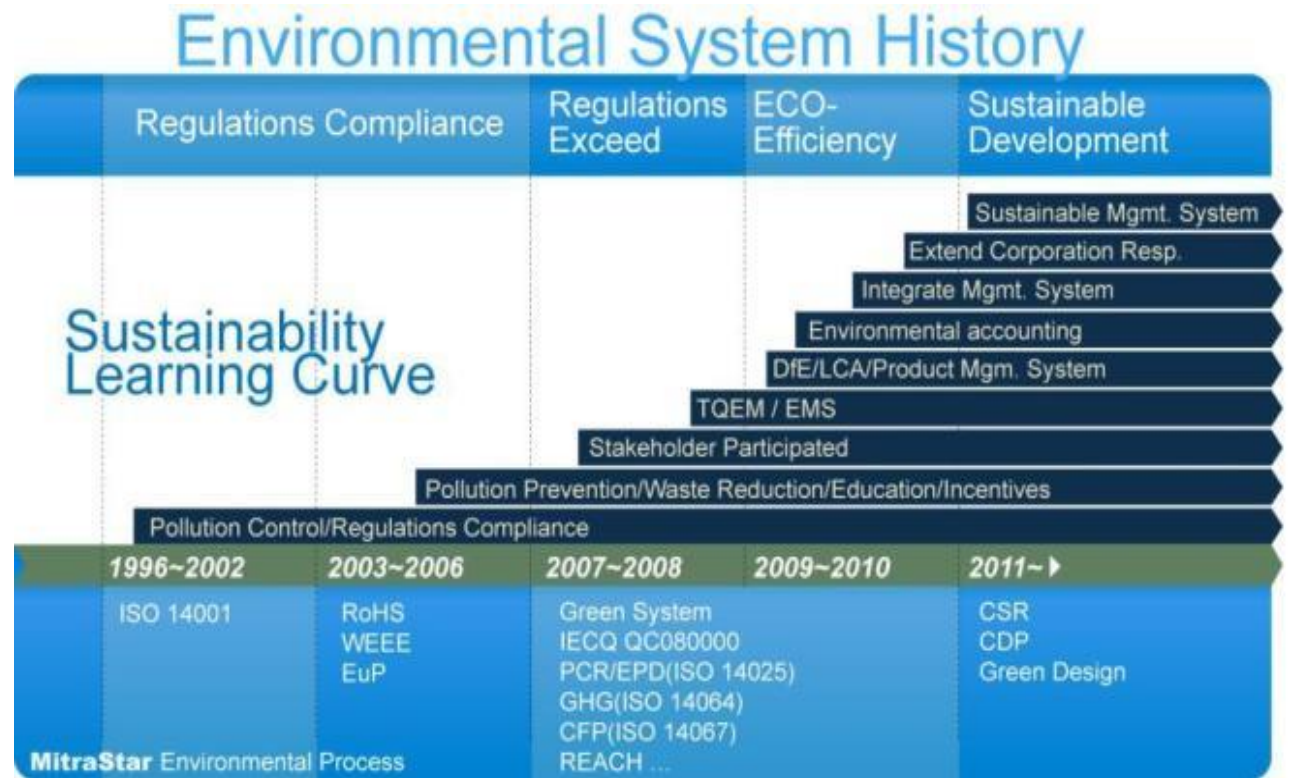 Environmental System History
Regulations Compliance
Regulations
Exceed
ECO-
Efficiency
Sustainable
Development
Sustainability
Learning Curve
Sustainable Mgmt. System
Extend Corporation Resp.
Integrate Mgmt. System
Environmental accounting
DfE/LCA/Product Mgm. System
TQEM / EMS
Stakeholder Participated
Pollution Prevention/Waste Reduction/Education/Incentives
Pollution Control/Regulations Compliance
1996~2002
2003~2006
2007~2008
2009~2010
2011~
ISO 14001
RoHS
WEEE
EuP
Green System
IECQ QC080000
PCR/EPD(ISO 14025)
GHG(ISO 14064)
CFP(ISO 14067)
REACH ...
CSR
CDP
Green Design
MitraStar Environmental Process